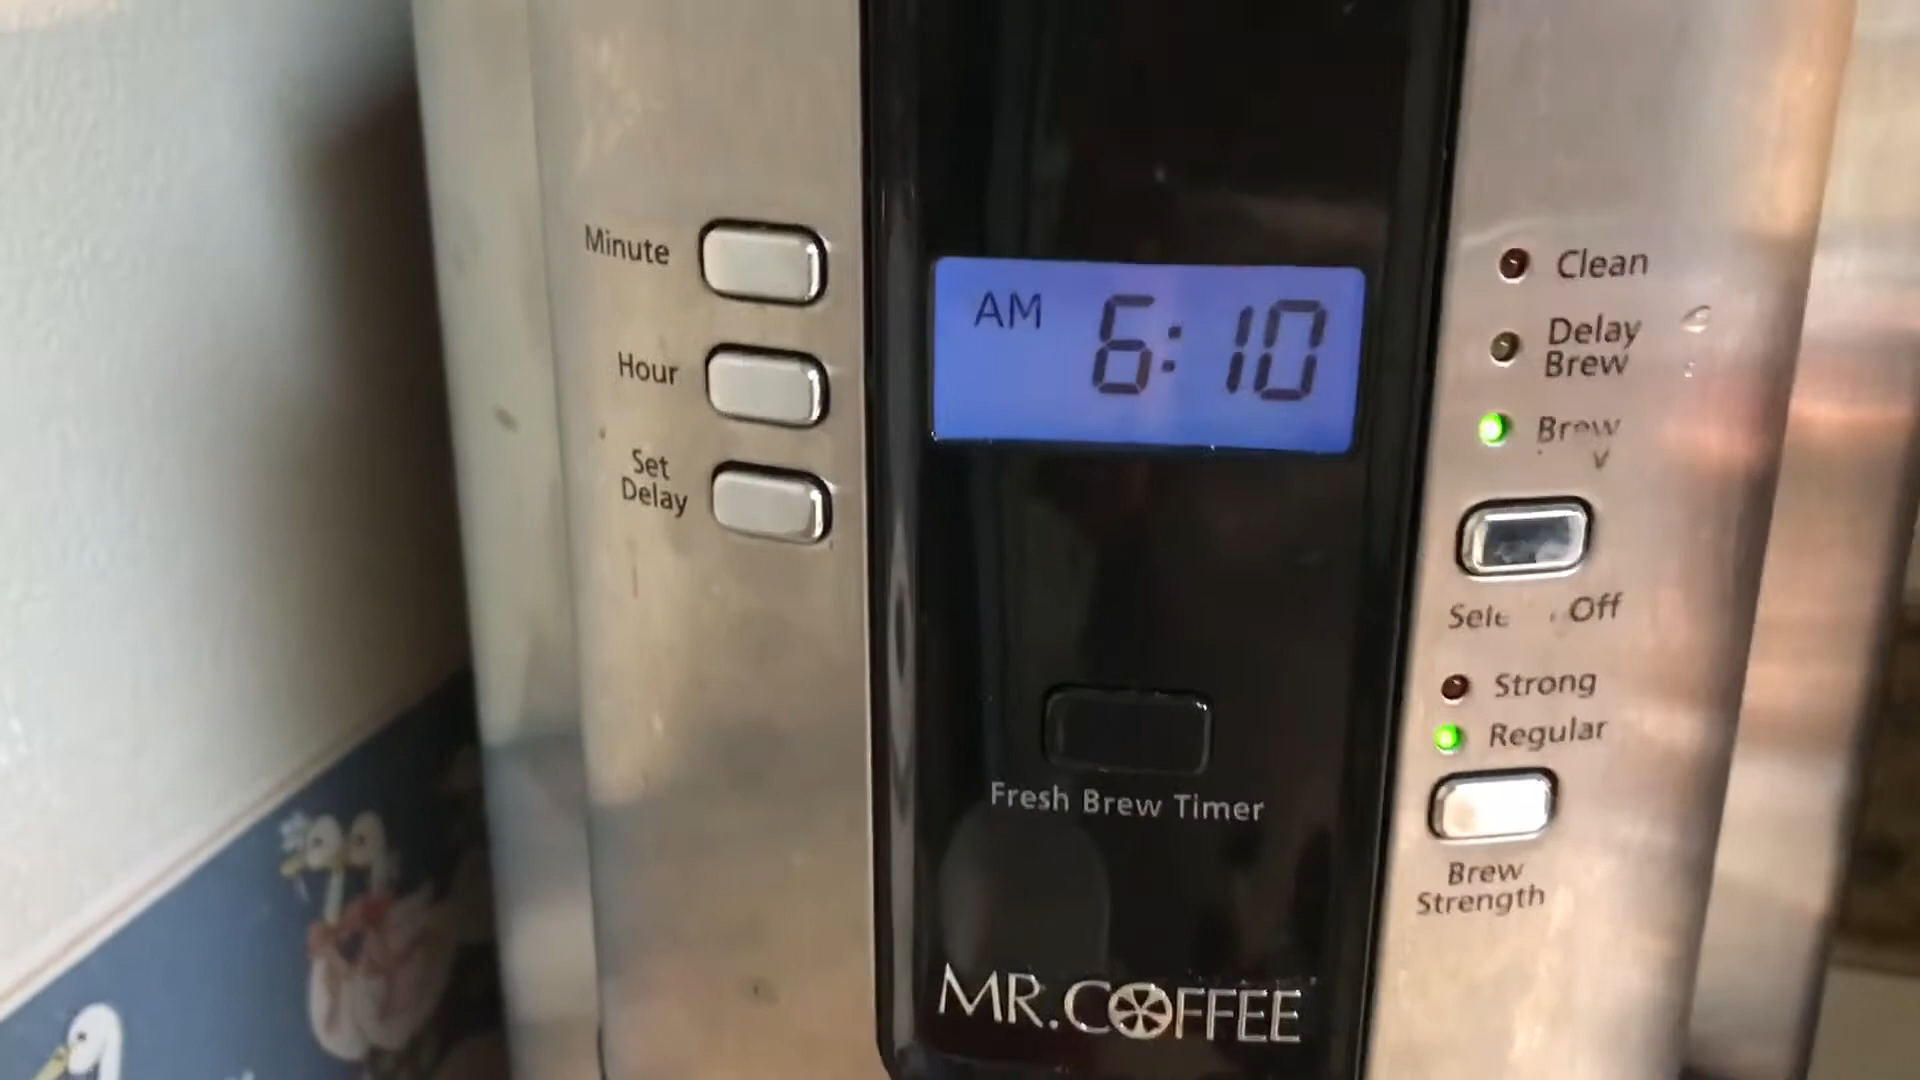 Minute
Hour
Set
Delay
AM 6:10
Fresh Brew Timer
MR. COFFEE
Clean
Delay
Brew
Brew
Off
Strong
Regular
Brew
Strength